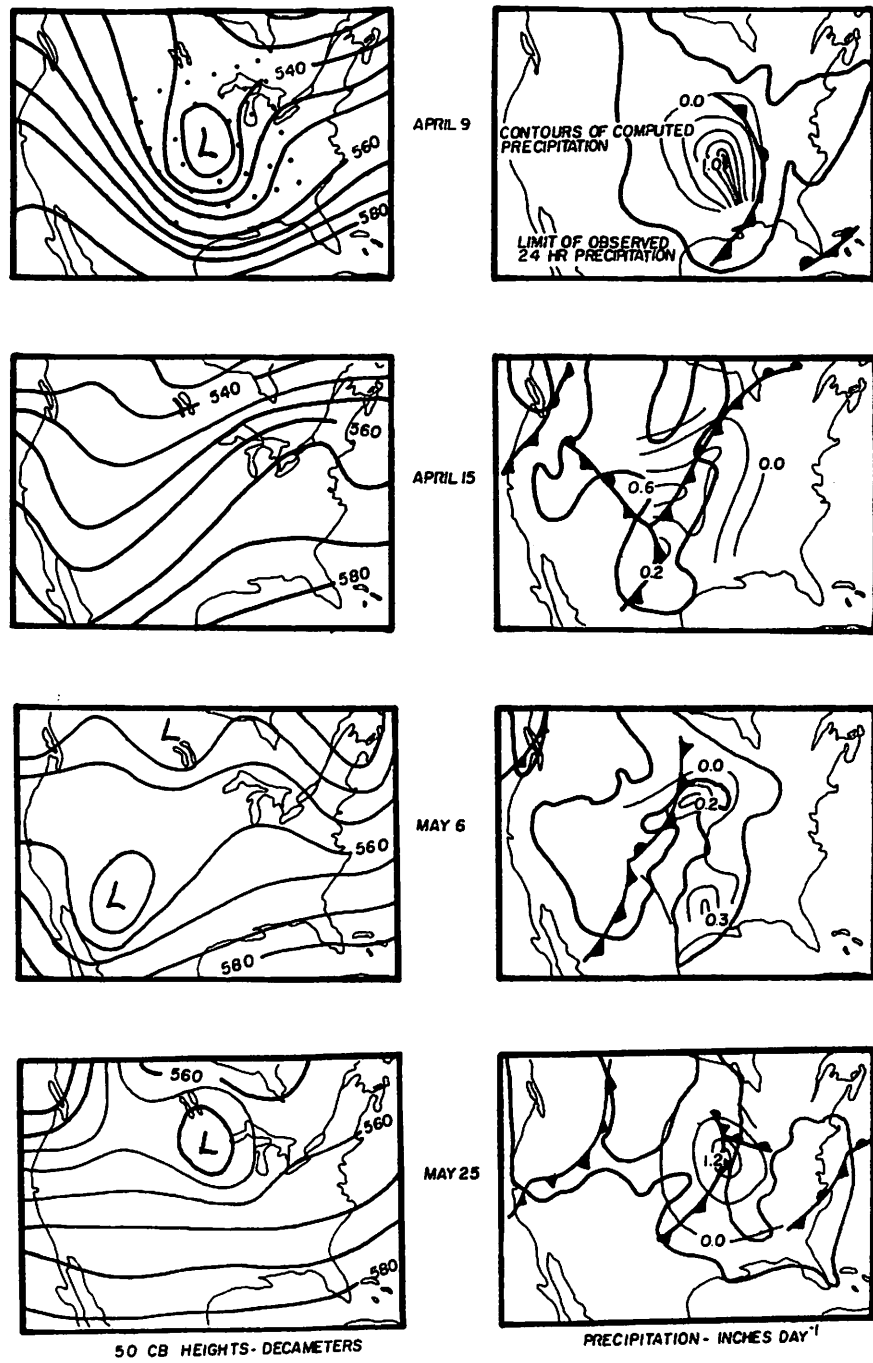 540
560
580
L
APRIL 9
0.0
CONTOURS OF COMPUTED
PRECIPITATION
1.0
LIMIT OF OBSERVED
24 HR PRECIPITATION
540
560
580
APRIL 15
0.0
0.6
0.2
L
L
560
580
MAY 6
0.0
0.2
0.3
560
560
L
580
MAY 25
1.2
0.0
50 CB HEIGHTS - DECAMETERS
PRECIPITATION - INCHES DAY⁻¹